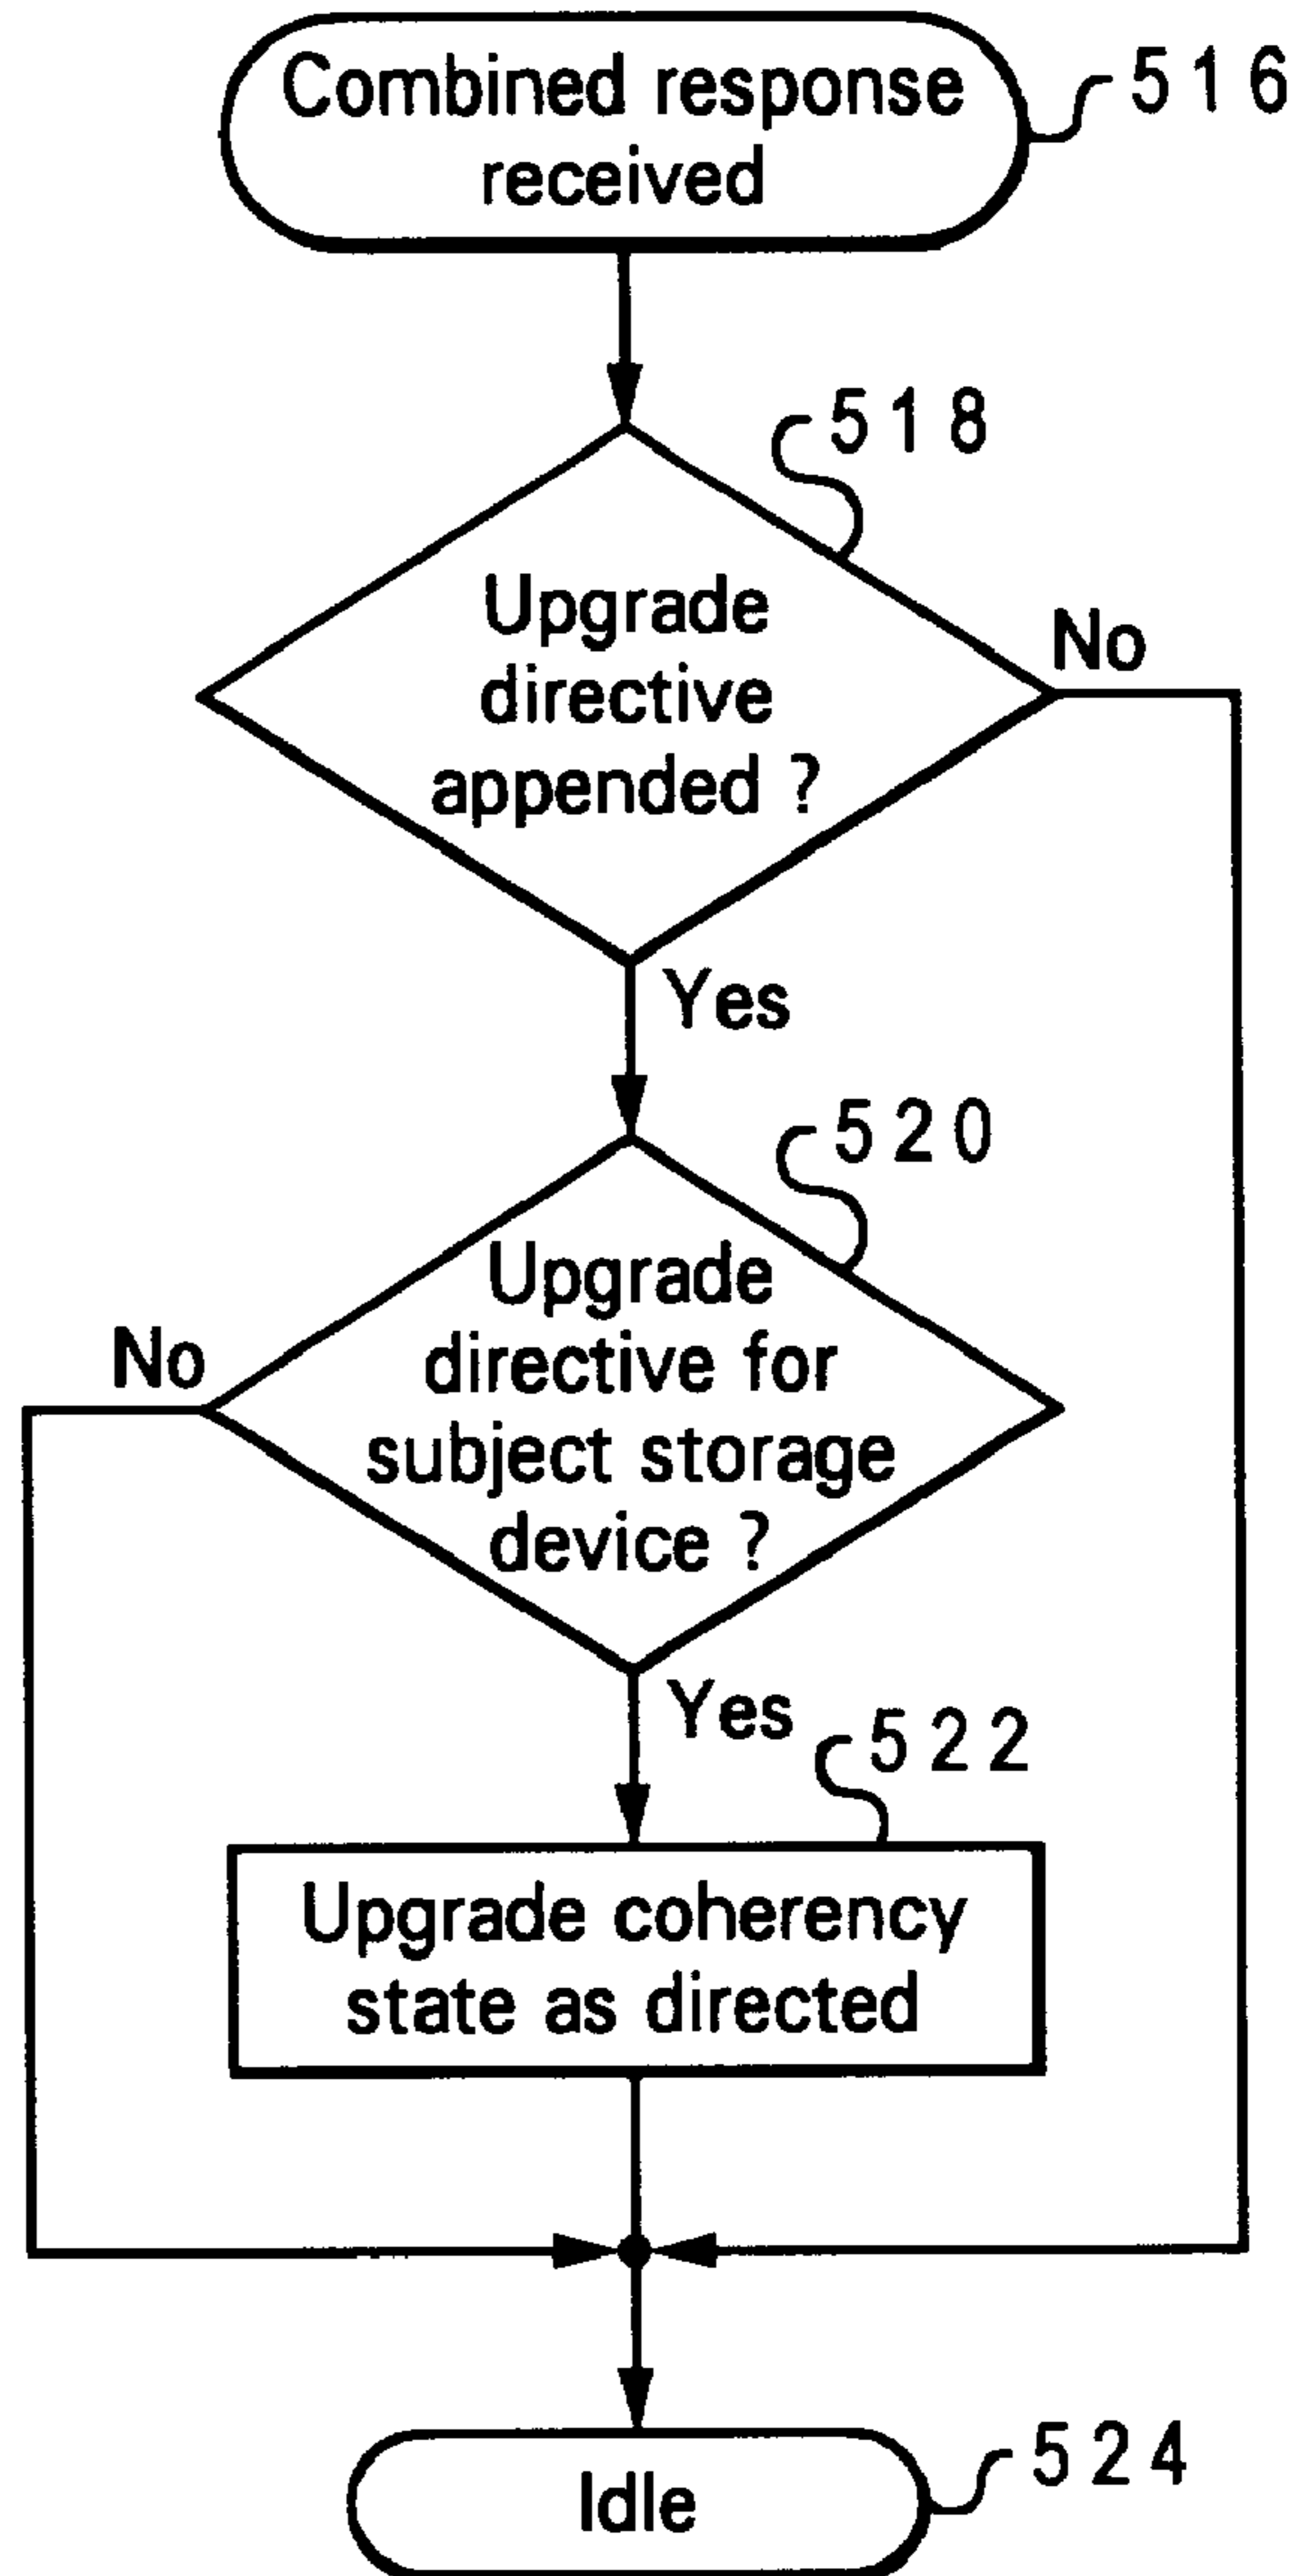 Combined response
received
516
518
Upgrade
directive
appended ?
No
Yes
520
Upgrade
directive for
subject storage
device ?
No
Yes
522
Upgrade coherency
state as directed
Idle
524